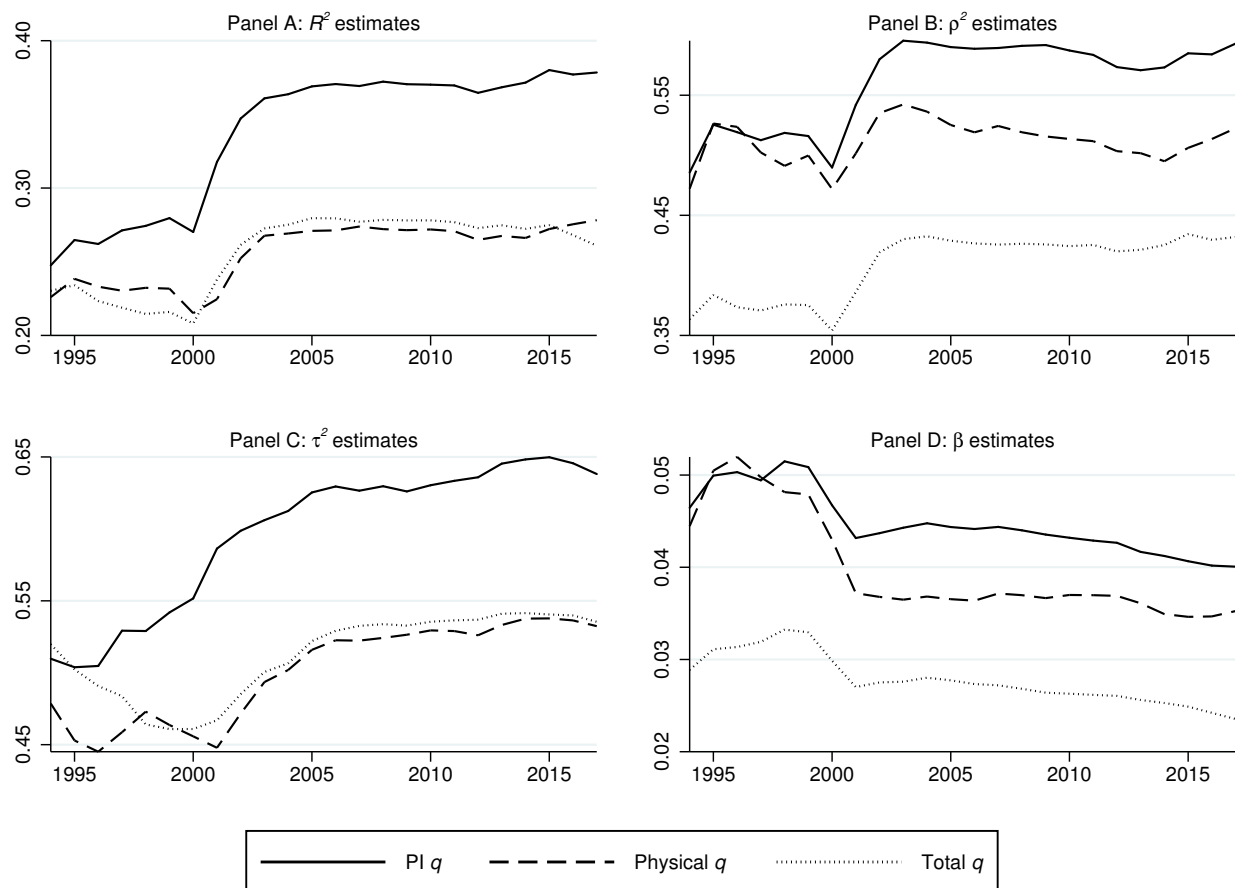 Panel A: R² estimates
0.40
0.30
0.20
1995 2000 2005 2010 2015
Panel B: ρ² estimates
0.55
0.45
0.35
1995 2000 2005 2010 2015
Panel C: τ² estimates
0.65
0.55
0.45
1995 2000 2005 2010 2015
Panel D: β estimates
0.05
0.04
0.03
0.02
1995 2000 2005 2010 2015
PI q Physical q Total q